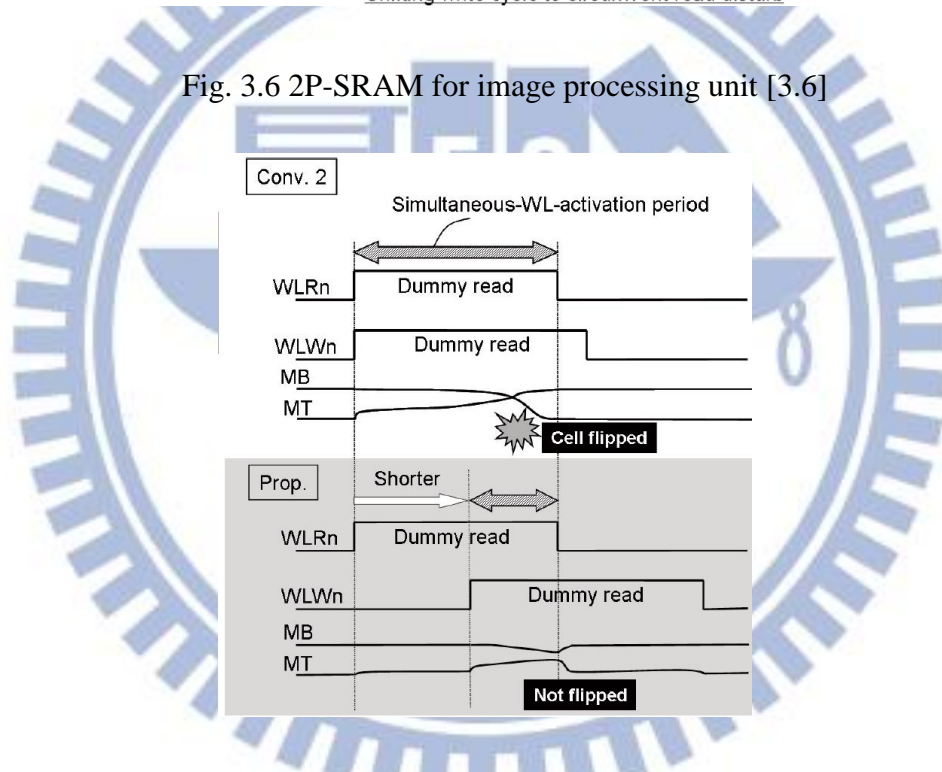 Fig. 3.6 2P-SRAM for image processing unit [3.6]
Conv. 2
Simultaneous-WL-activation period
WLRn Dummy read
WLWn Dummy read
MB
MT
Cell flipped
Prop.
Shorter
WLRn Dummy read
WLWn Dummy read
MB
MT
Not flipped